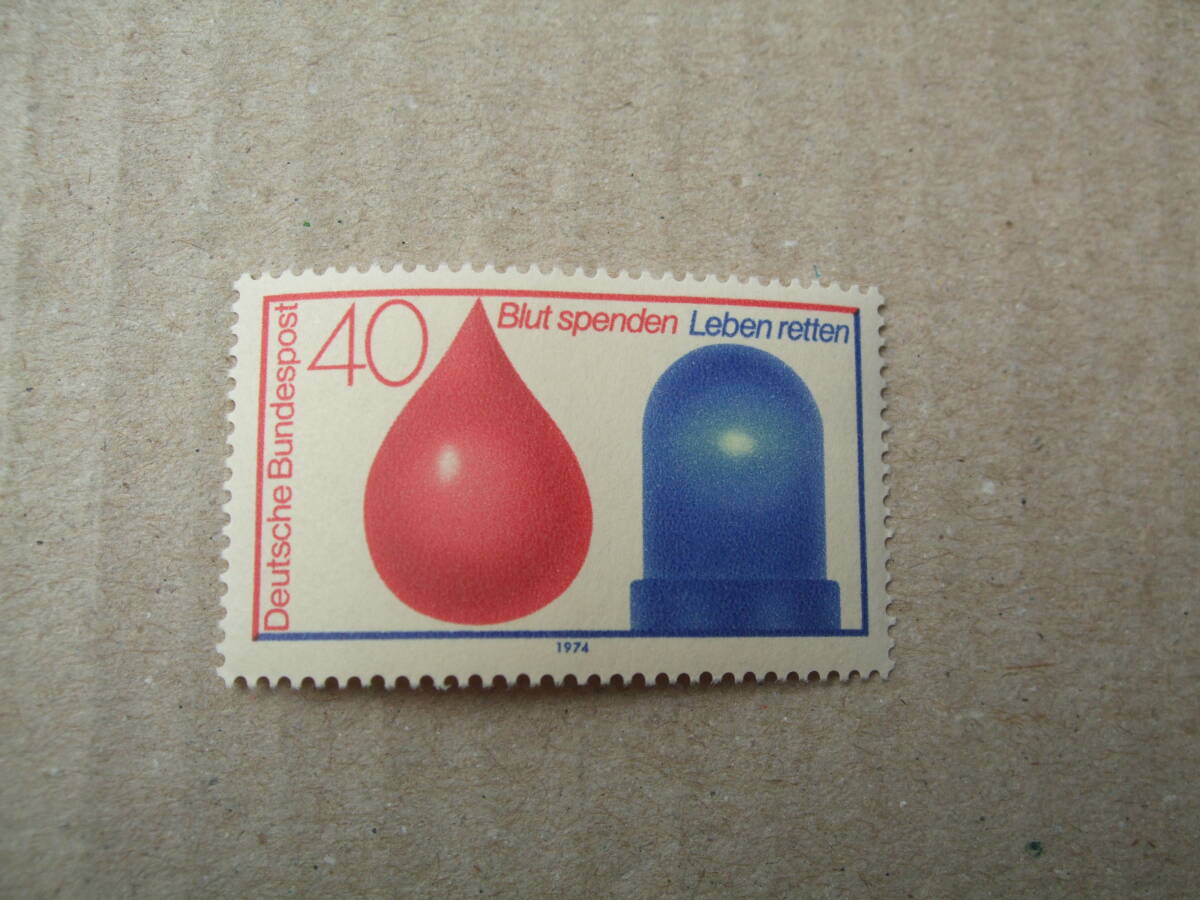 Deutsche Bundespost
40
Blut spenden Leben retten
1974